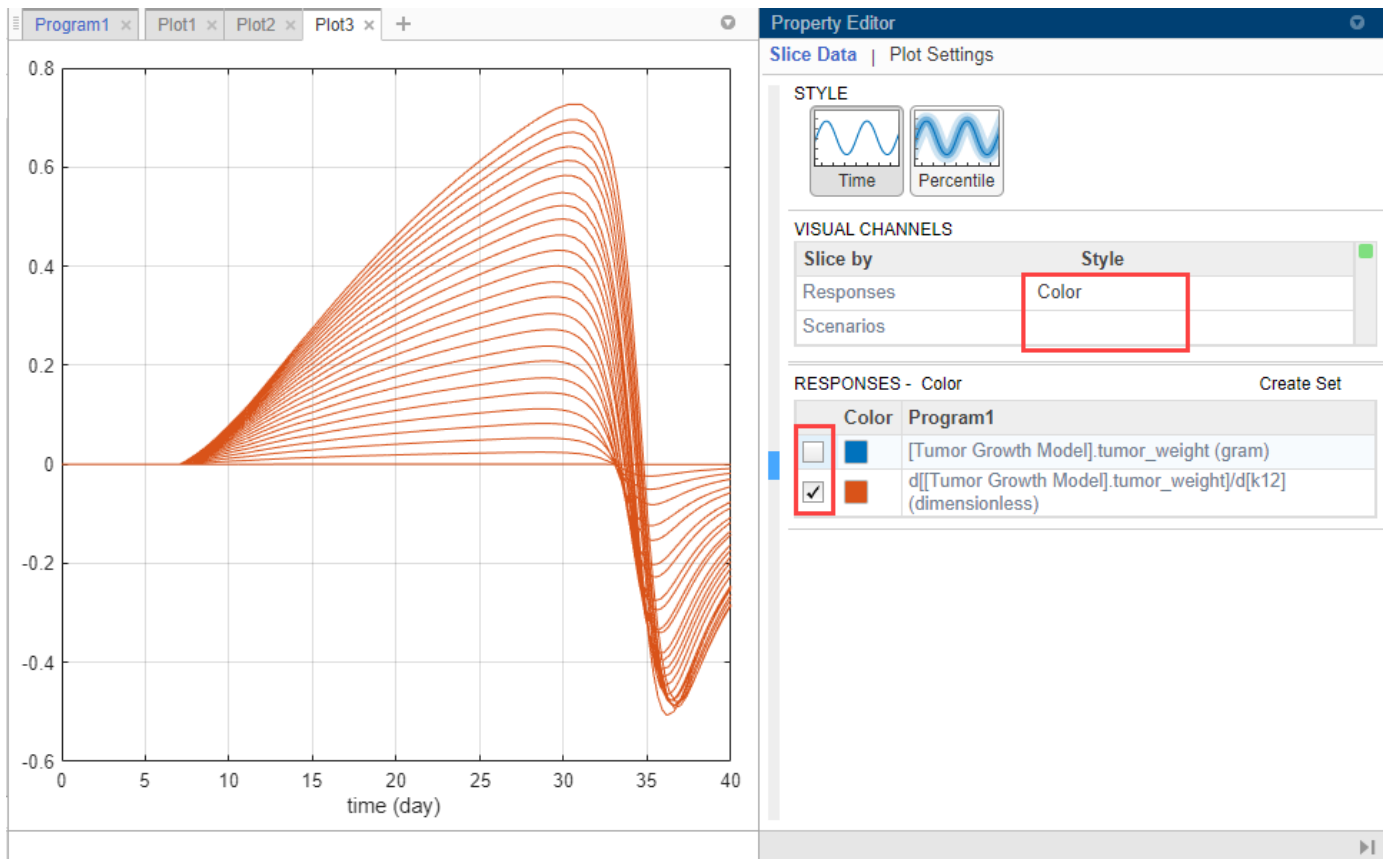 Program1 × Plot1 × Plot2 × Plot3 × +
0.8
0.6
0.4
0.2
0
-0.2
-0.4
-0.6
0 5 10 15 20 25 30 35 40
time (day)
Property Editor
Slice Data | Plot Settings
STYLE
Time Percentile
VISUAL CHANNELS
Slice by Style
Responses Color
Scenarios
RESPONSES - Color Create Set
Color Program1
[Tumor Growth Model].tumor_weight (gram)
d[[Tumor Growth Model].tumor_weight]/d[k12]
(dimensionless)